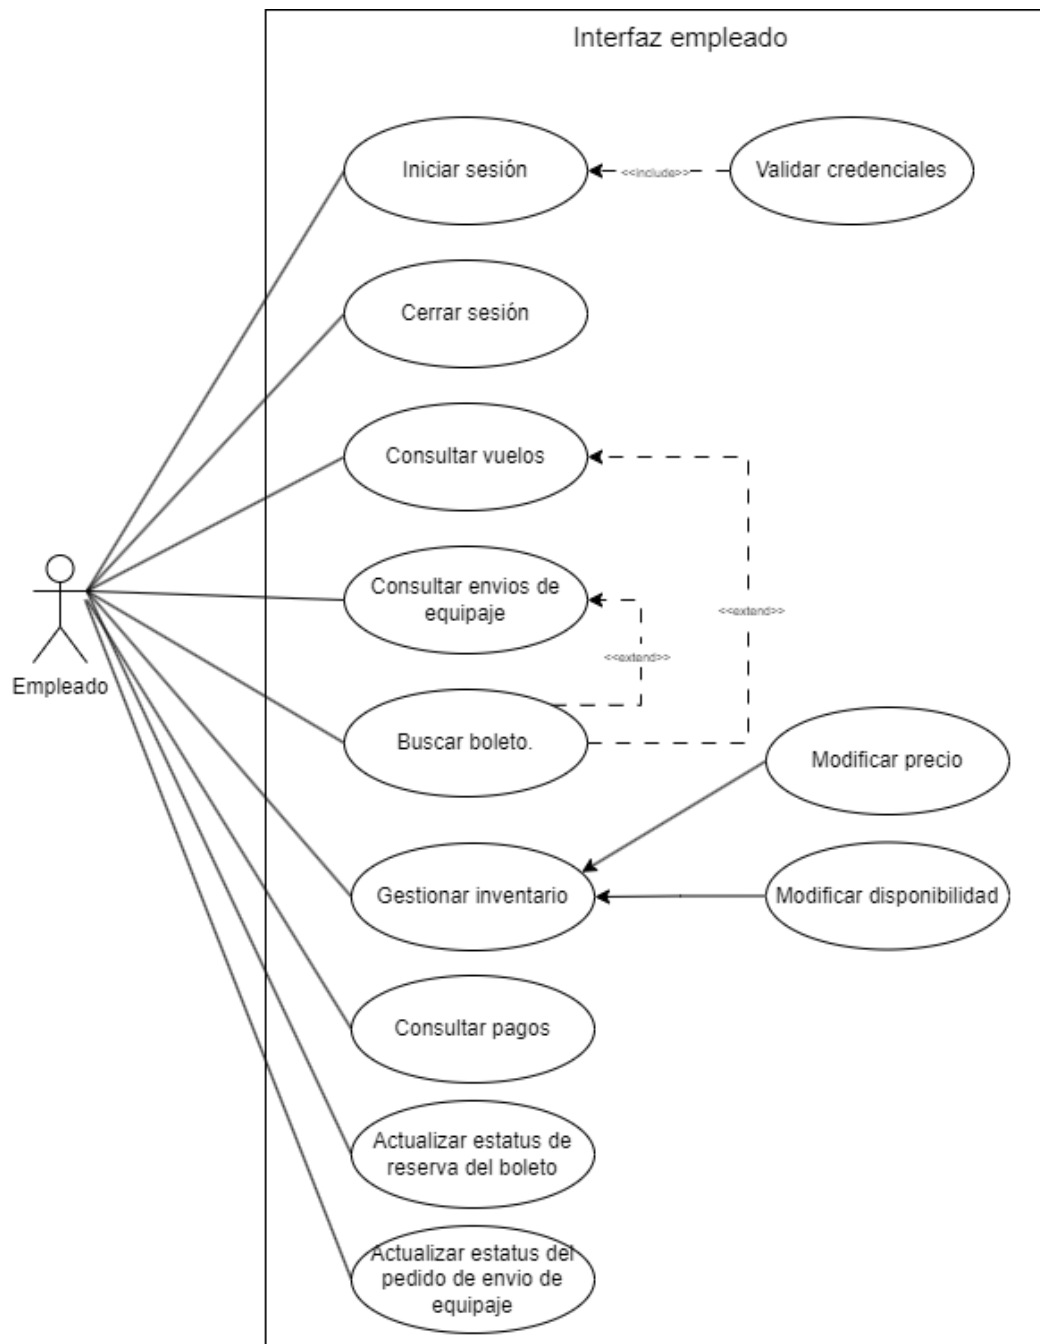 Interfaz empleado
Iniciar sesión
<<include>>
Validar credenciales
Cerrar sesión
Consultar vuelos
Consultar envios de
equipaje
<<extend>>
<<extend>>
Empleado
Buscar boleto.
Modificar precio
Gestionar inventario
Modificar disponibilidad
Consultar pagos
Actualizar estatus de
reserva del boleto
Actualizar estatus del
pedido de envio de
equipaje